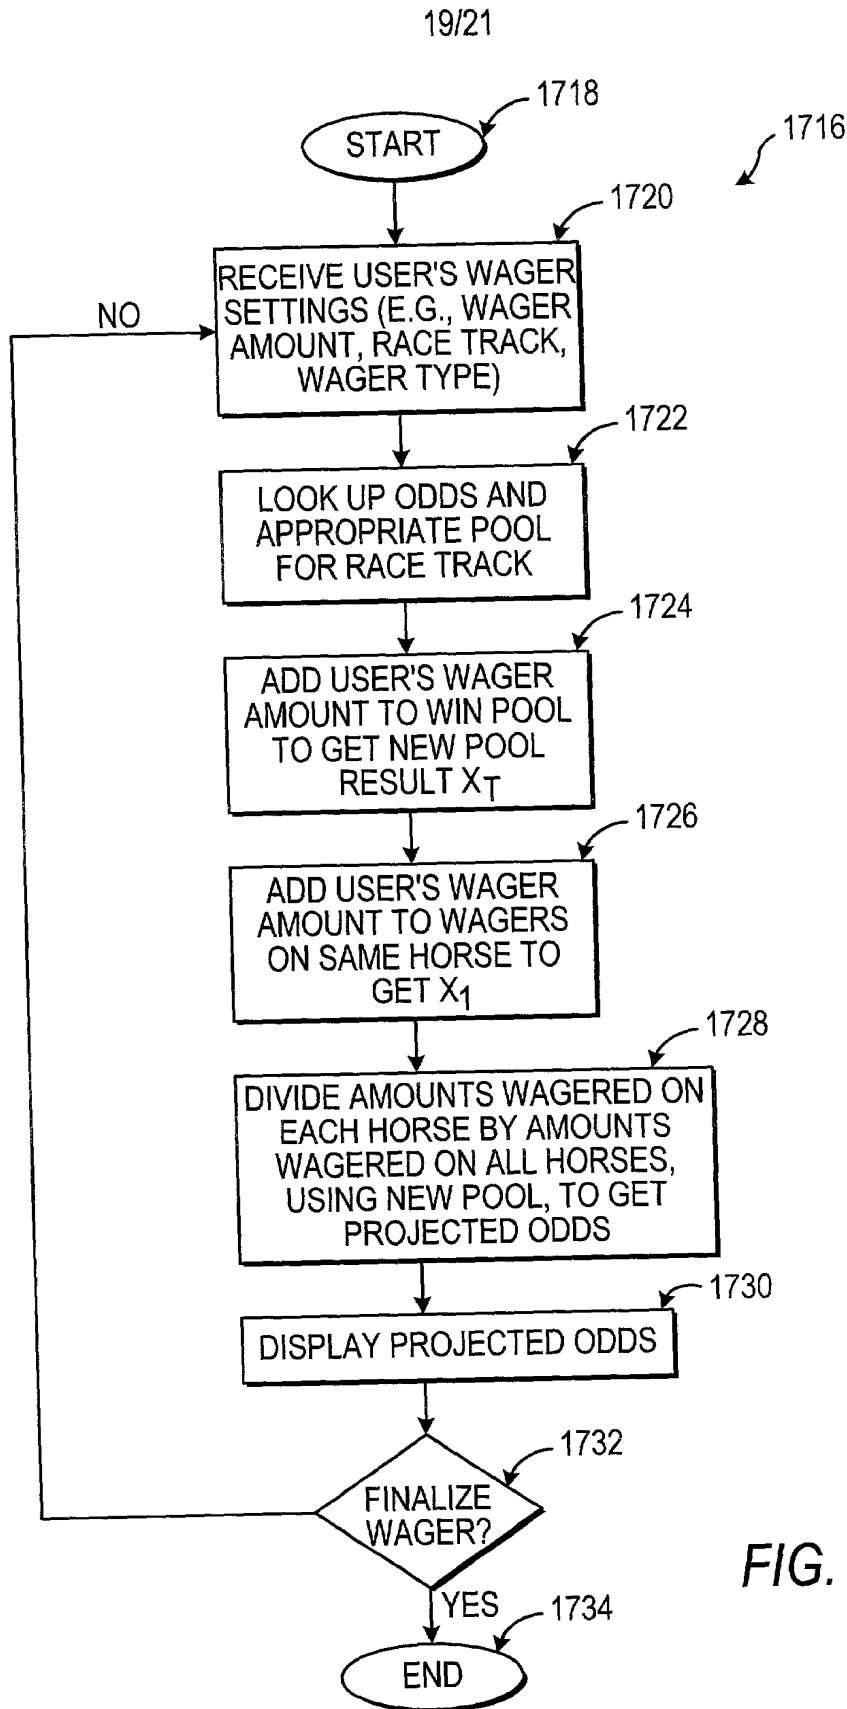 19/21
1718
START
1716
1720
RECEIVE USER'S WAGER
SETTINGS (E.G., WAGER
AMOUNT, RACE TRACK,
WAGER TYPE)
NO
1722
LOOK UP ODDS AND
APPROPRIATE POOL
FOR RACE TRACK
1724
ADD USER'S WAGER
AMOUNT TO WIN POOL
TO GET NEW POOL
RESULT XT
1726
ADD USER'S WAGER
AMOUNT TO WAGERS
ON SAME HORSE TO
GET X1
1728
DIVIDE AMOUNTS WAGERED ON
EACH HORSE BY AMOUNTS
WAGERED ON ALL HORSES,
USING NEW POOL, TO GET
PROJECTED ODDS
1730
DISPLAY PROJECTED ODDS
1732
FINALIZE
WAGER?
FIG.
YES
1734
END